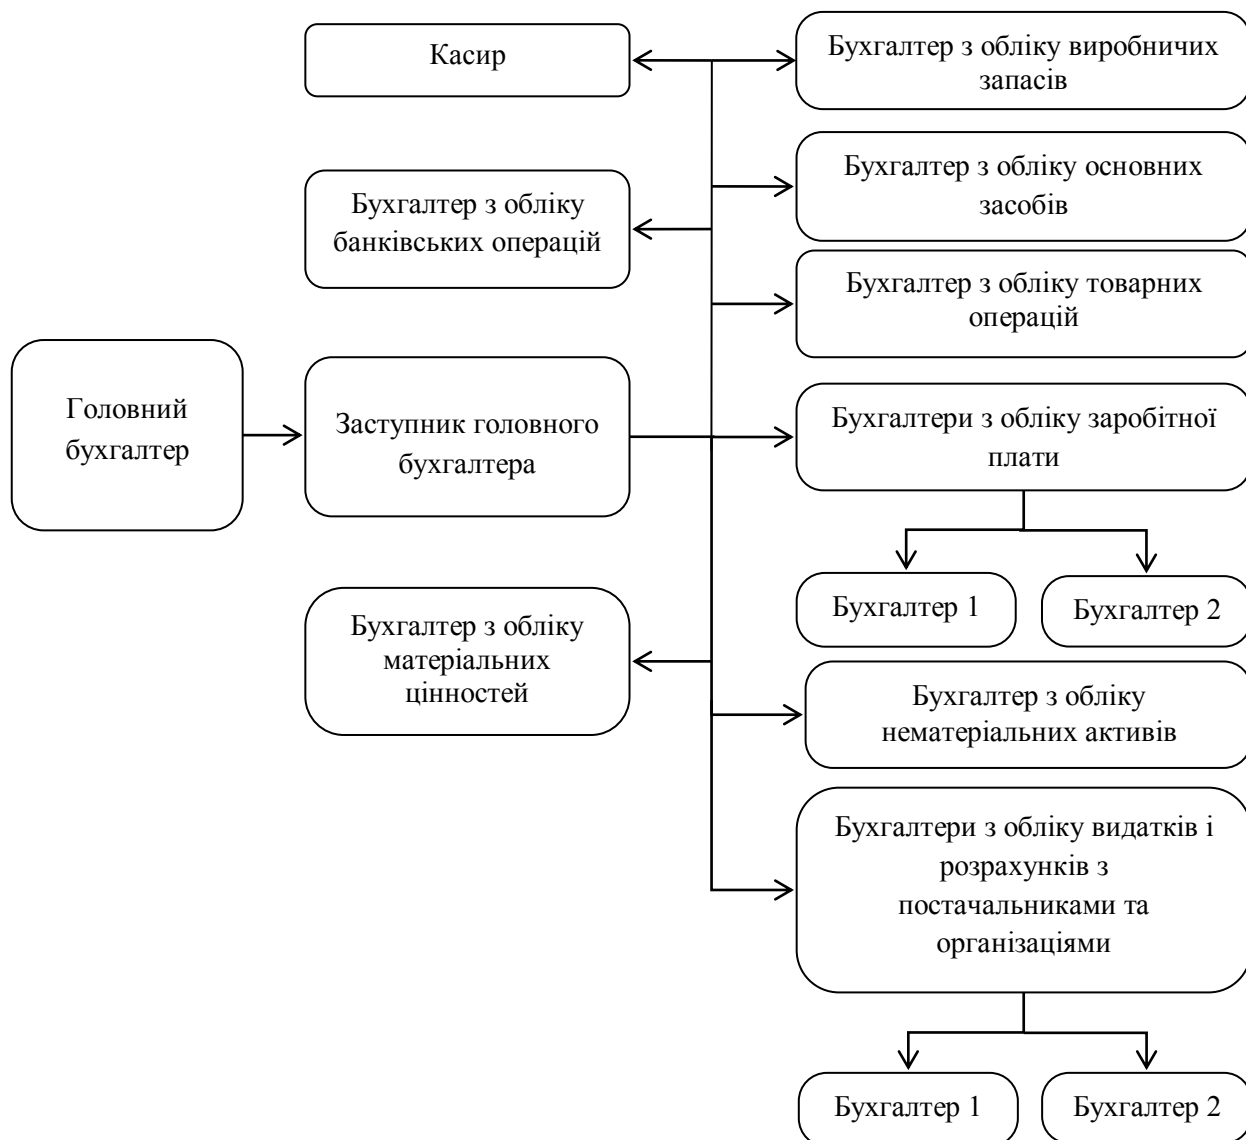 Касир
Бухгалтер з обліку виробничих
запасів
Бухгалтер з обліку основних
засобів
Бухгалтер з обліку
банківських операцій
Бухгалтер з обліку товарних
операцій
Головний
бухгалтер
Заступник головного
бухгалтера
Бухгалтери з обліку заробітної
плати
Бухгалтер 1
Бухгалтер 2
Бухгалтер з обліку
матеріальних
цінностей
Бухгалтер з обліку
нематеріальних активів
Бухгалтери з обліку видатків і
розрахунків з
постачальниками та
організаціями
Бухгалтер 1
Бухгалтер 2